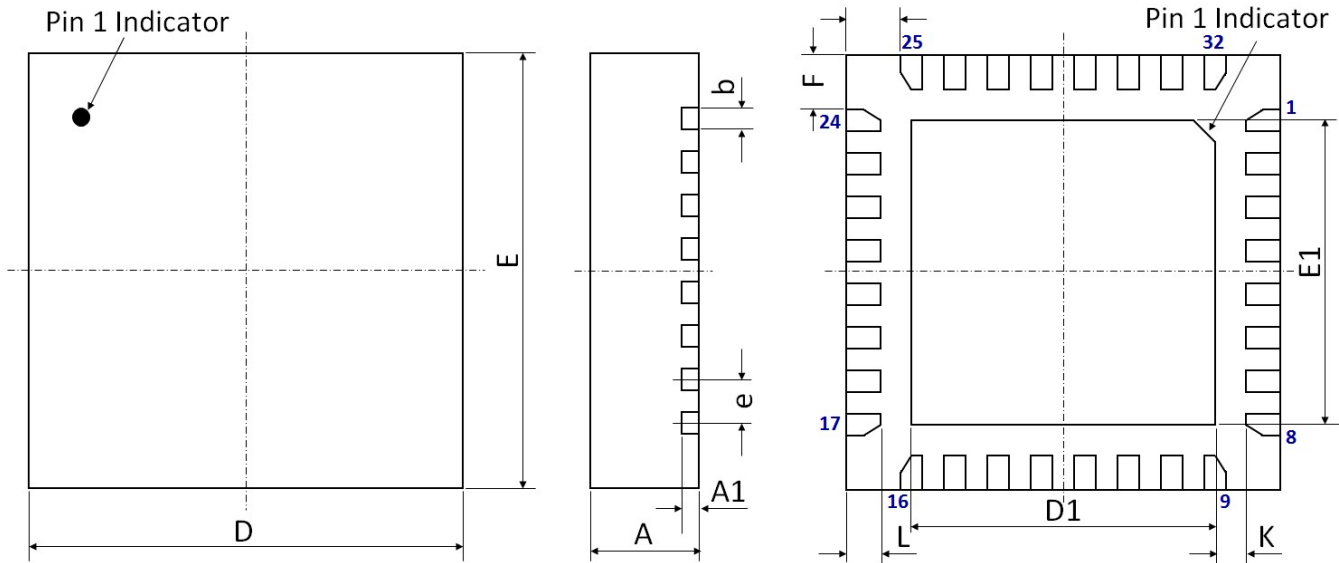 Pin 1 Indicator
E
D
b
e
A1
A
Pin 1 Indicator
25
32
F
24
1
E1
17
8
16
9
D1
L
K